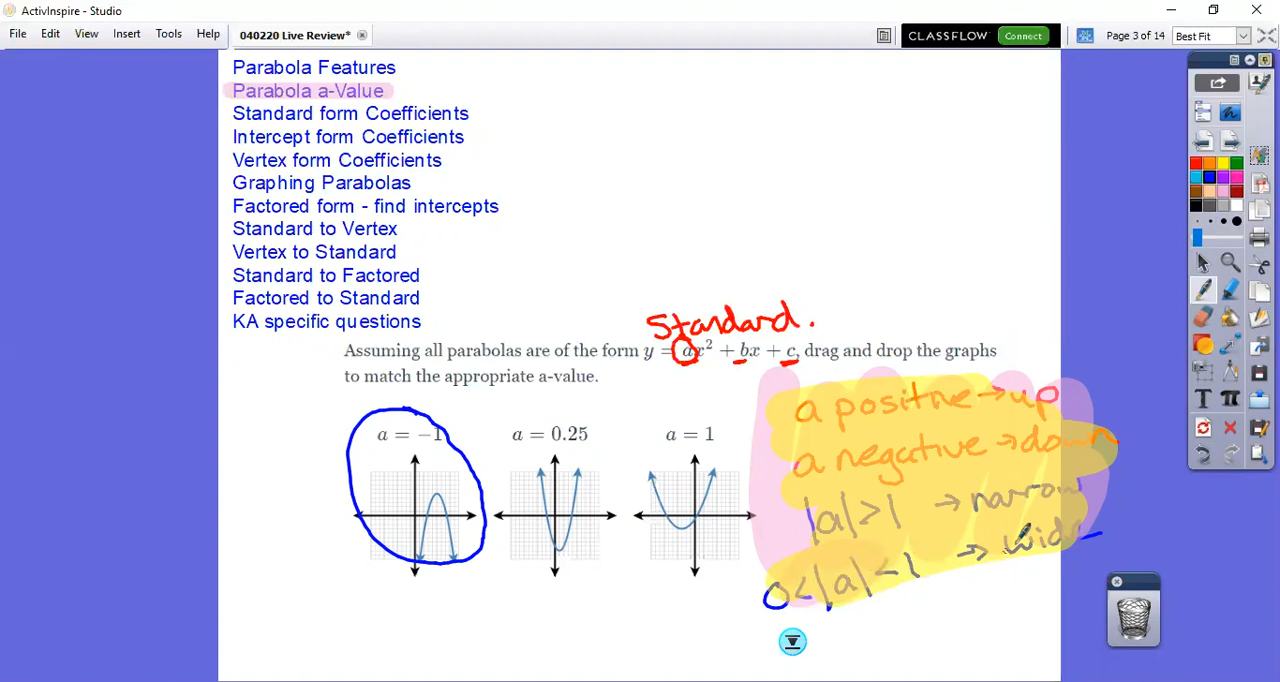 ActivInspire - Studio
File Edit View Insert Tools Help
040220 Live Review*
CLASSFLOW Connect
Page 3 of 14
Best Fit
Parabola Features
Parabola a-Value
Standard form Coefficients
Intercept form Coefficients
Vertex form Coefficients
Graphing Parabolas
Factored form - find intercepts
Standard to Vertex
Vertex to Standard
Standard to Factored
Factored to Standard
KA specific questions
Standard.
Assuming all parabolas are of the form y = ax² + bx + c, drag and drop the graphs
to match the appropriate a-value.
a = −1 a = 0.25 a = 1
a positive → up
a negative → down
|a| > 1 → narrow
0 < |a| < 1 → wide